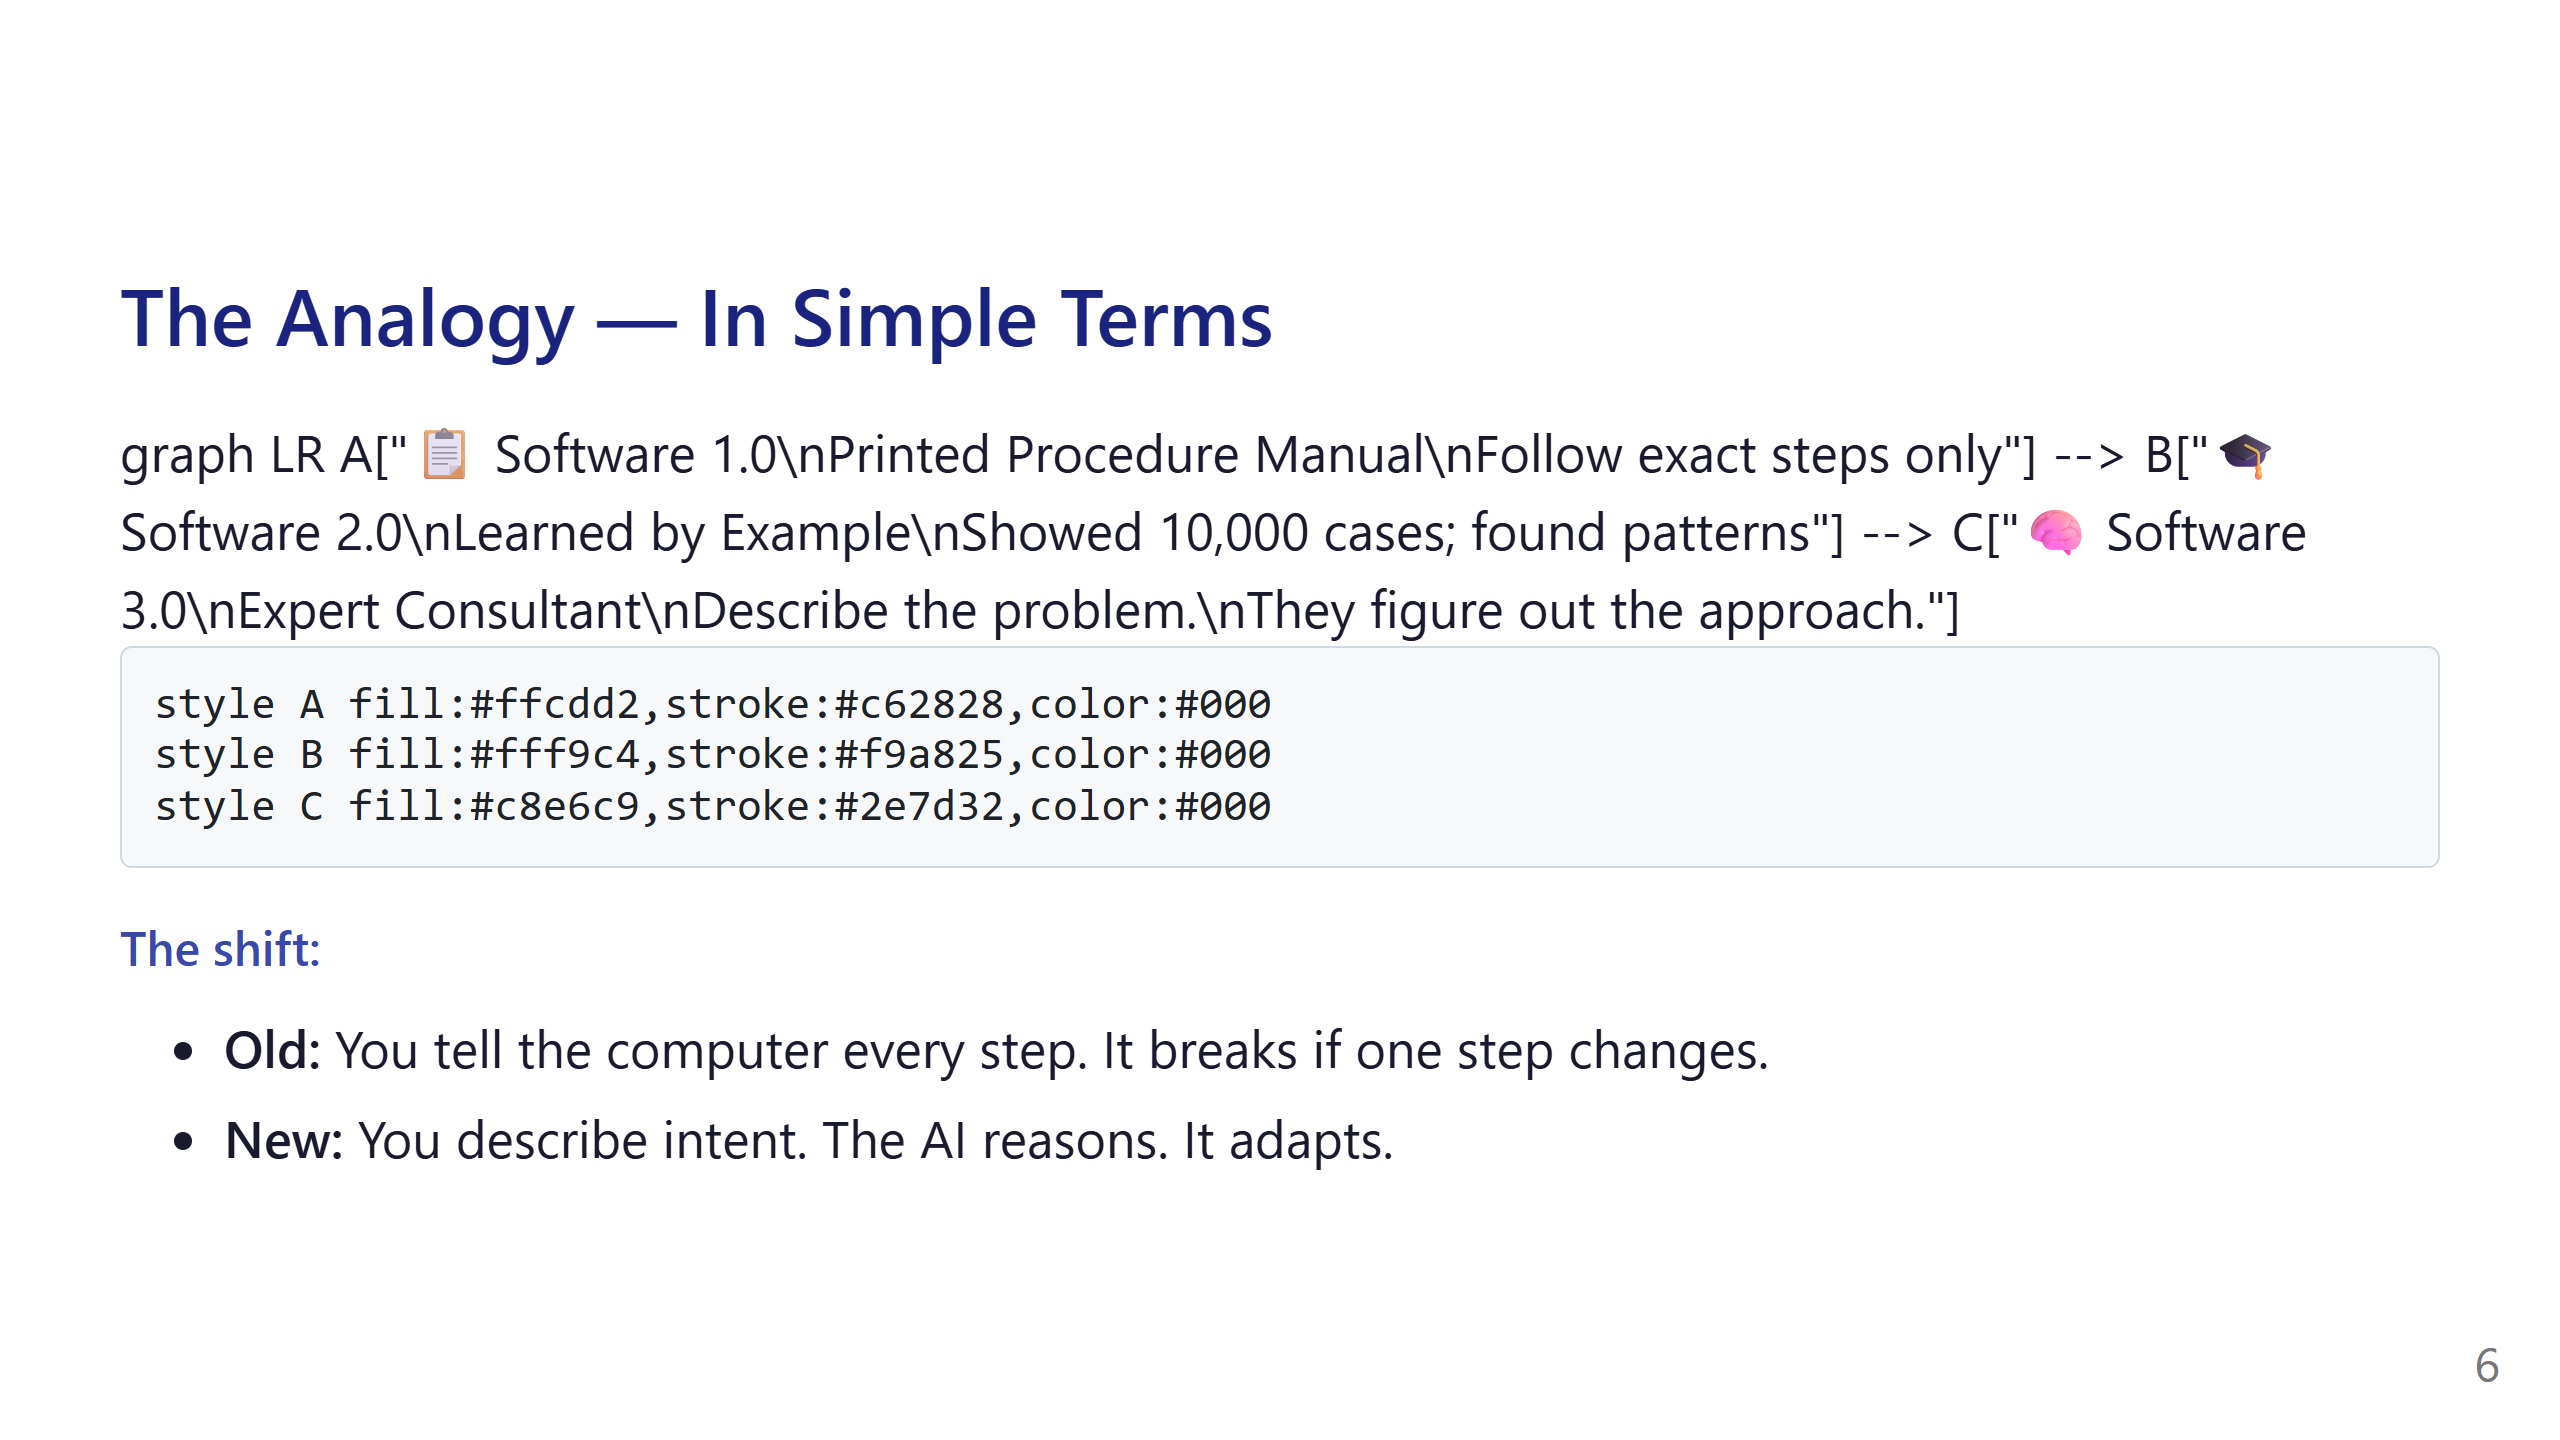 The Analogy — In Simple Terms
graph LR A["📋 Software 1.0\nPrinted Procedure Manual\nFollow exact steps only"] --> B["🎓
Software 2.0\nLearned by Example\nShowed 10,000 cases; found patterns"] --> C["🧠 Software
3.0\nExpert Consultant\nDescribe the problem.\nThey figure out the approach."]
style A fill:#ffcdd2,stroke:#c62828,color:#000
style B fill:#fff9c4,stroke:#f9a825,color:#000
style C fill:#c8e6c9,stroke:#2e7d32,color:#000
The shift:
• Old: You tell the computer every step. It breaks if one step changes.
• New: You describe intent. The AI reasons. It adapts.
6